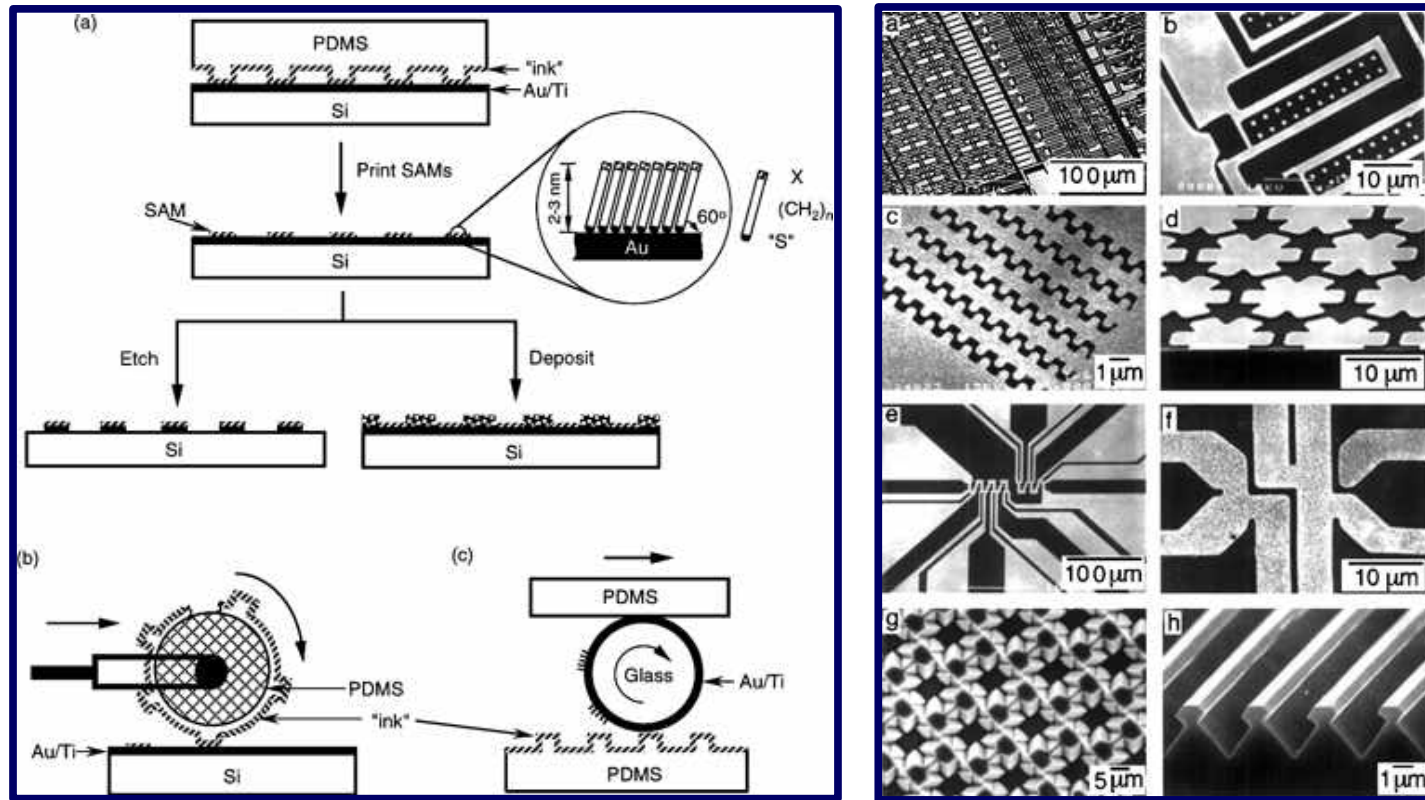 (a)
PDMS
"ink"
Au/Ti
Si
Print SAMs
SAM
Si
2-3 nm
60°
Au
X
(CH2)n
"S"
Etch
Deposit
Si
Si
(b)
PDMS
"ink"
Au/Ti
Si
(c)
PDMS
Glass
Au/Ti
PDMS
a
100 μm
b
10 μm
c
1 μm
d
10 μm
e
100 μm
f
10 μm
g
5 μm
h
1 μm